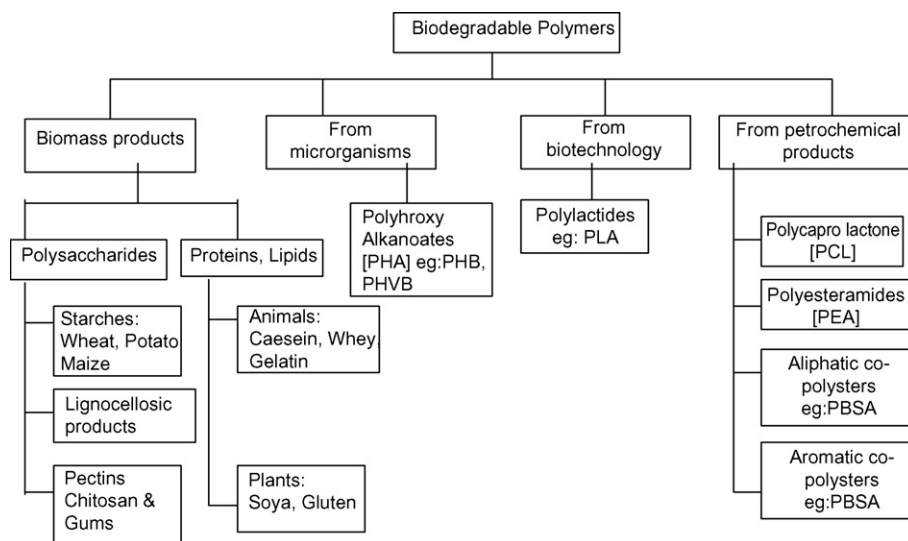 Biodegradable Polymers
Biomass products
From
microrganisms
From
biotechnology
From petrochemical
products
Polysaccharides
Proteins, Lipids
Polyhroxy
Alkanoates
[PHA] eg:PHB,
PHVB
Polylactides
eg: PLA
Polycapro lactone
[PCL]
Starches:
Wheat, Potato
Maize
Animals:
Caesein, Whey,
Gelatin
Polyesteramides
[PEA]
Lignocellosic
products
Aliphatic co-
polysters
eg:PBSA
Pectins
Chitosan &
Gums
Plants:
Soya, Gluten
Aromatic co-
polysters
eg:PBSA